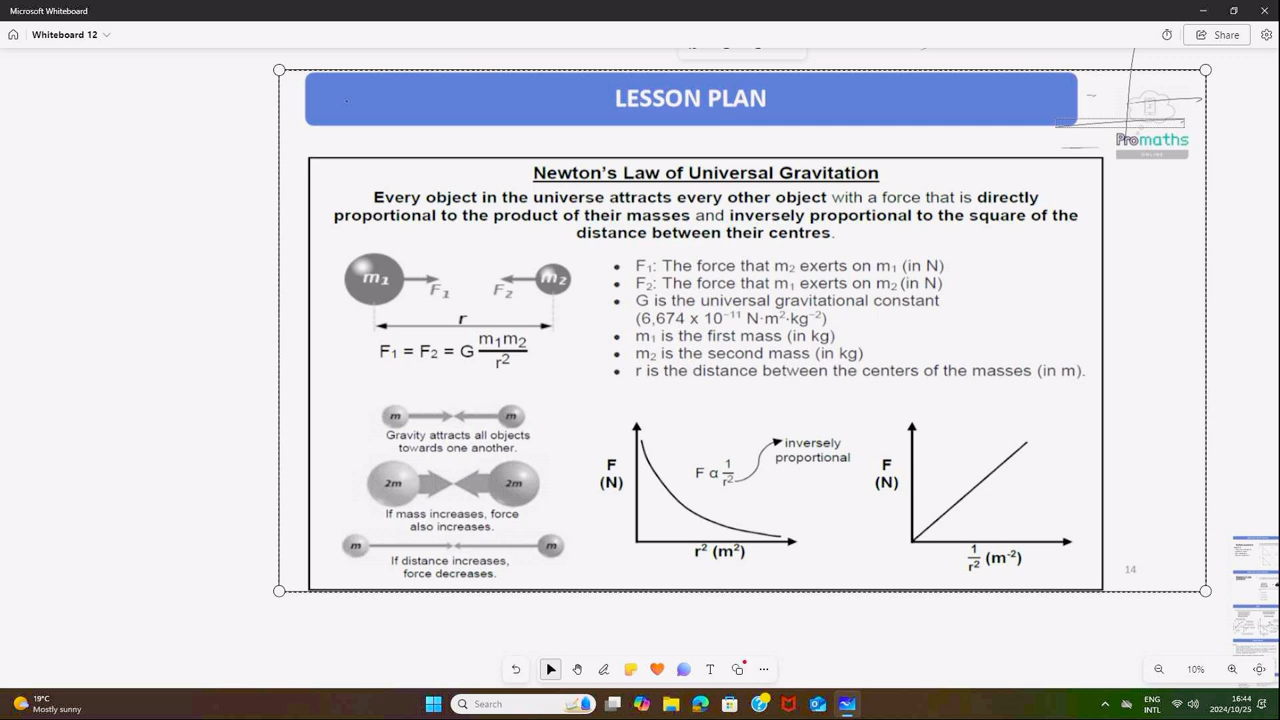 Microsoft Whiteboard
Whiteboard 12
Share
LESSON PLAN
Promaths
ONLINE
Newton's Law of Universal Gravitation
Every object in the universe attracts every other object with a force that is directly
proportional to the product of their masses and inversely proportional to the square of the
distance between their centres.
m₁
F₁
F₂
m₂
r
F₁ = F₂ = G m₁m₂/r²
• F₁: The force that m₂ exerts on m₁ (in N)
• F₂: The force that m₁ exerts on m₂ (in N)
• G is the universal gravitational constant
(6,674 x 10⁻¹¹ N·m²·kg⁻²)
• m₁ is the first mass (in kg)
• m₂ is the second mass (in kg)
• r is the distance between the centers of the masses (in m).
m m
Gravity attracts all objects
towards one another.
2m 2m
If mass increases, force
also increases.
m m
If distance increases,
force decreases.
F
(N)
F α 1/r²
inversely
proportional
r² (m²)
F
(N)
1/r² (m⁻²)
14
10%
19°C
Mostly sunny
Search
ENG
INTL
16:44
2024/10/25